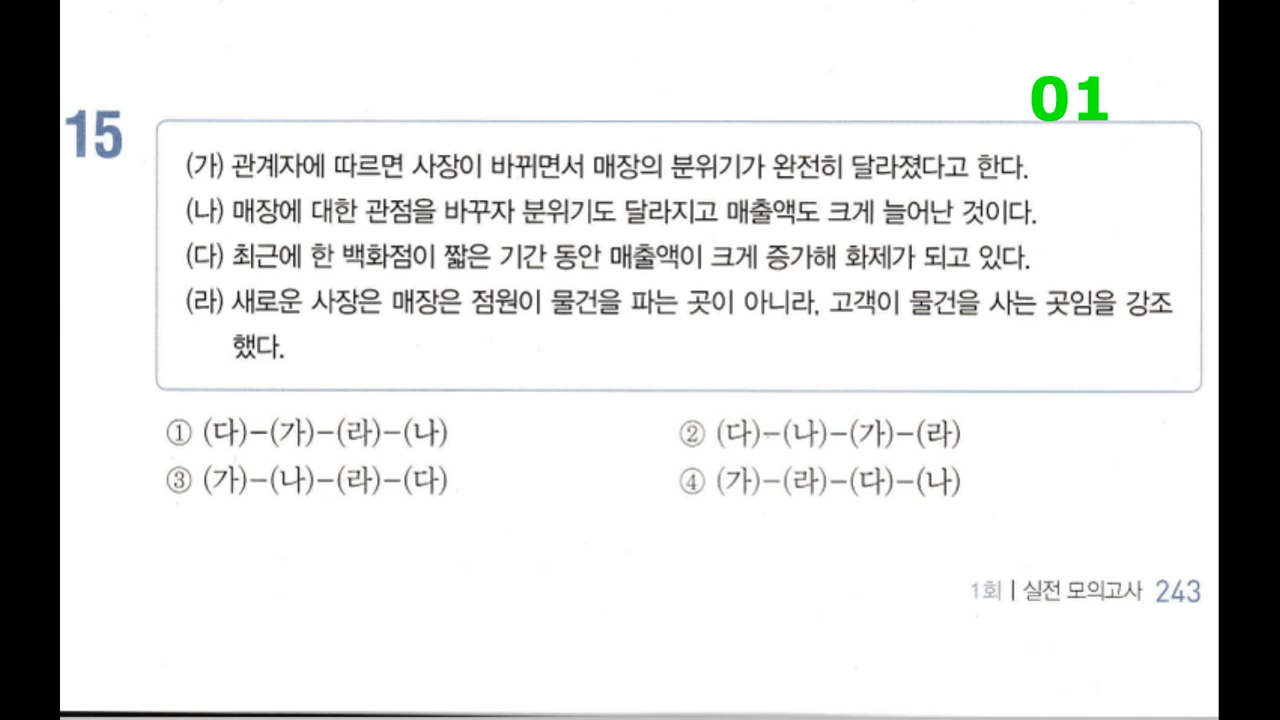 01
15
(가) 관계자에 따르면 사장이 바뀌면서 매장의 분위기가 완전히 달라졌다고 한다.
(나) 매장에 대한 관점을 바꾸자 분위기도 달라지고 매출액도 크게 늘어난 것이다.
(다) 최근에 한 백화점이 짧은 기간 동안 매출액이 크게 증가해 화제가 되고 있다.
(라) 새로운 사장은 매장은 점원이 물건을 파는 곳이 아니라, 고객이 물건을 사는 곳임을 강조
했다.
① (다)-(가)-(라)-(나)
② (다)-(나)-(가)-(라)
③ (가)-(나)-(라)-(다)
④ (가)-(라)-(다)-(나)
1회 | 실전 모의고사 243